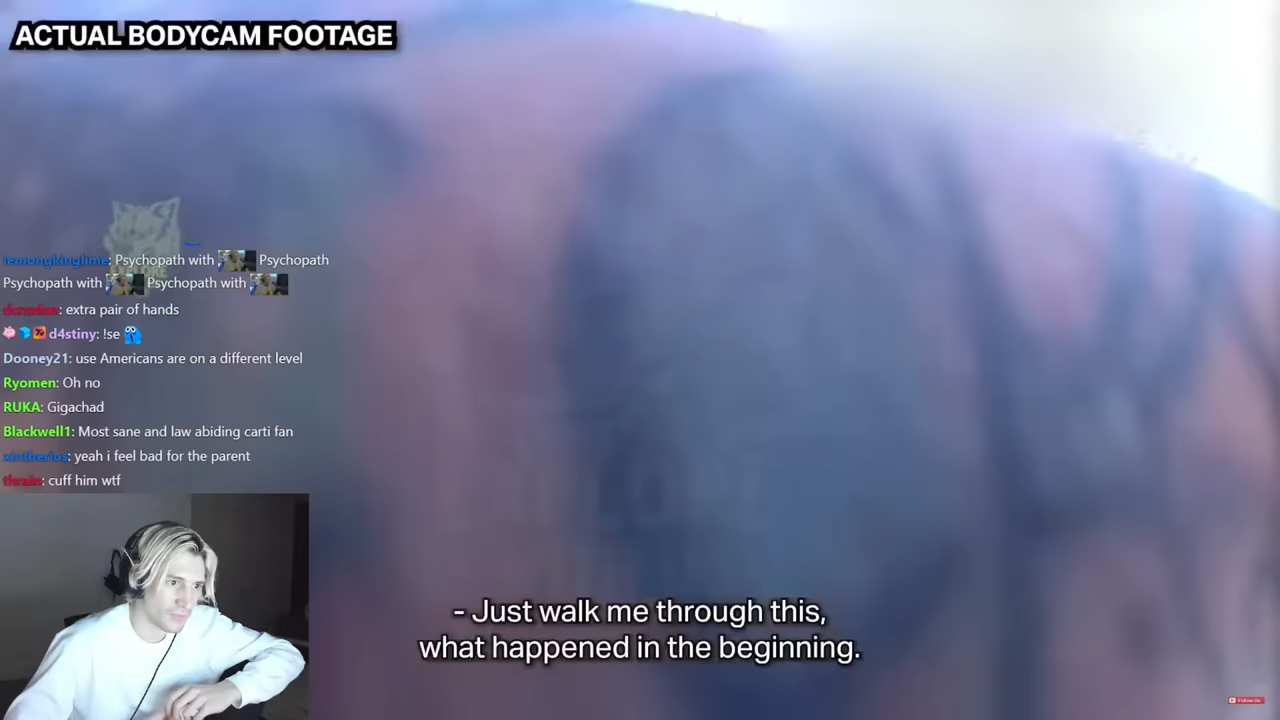 ACTUAL BODYCAM FOOTAGE
lemongkinglime: Psychopath with Psychopath
Psychopath with Psychopath with
: extra pair of hands
d4stiny: !se
Dooney21: use Americans are on a different level
Ryomen: Oh no
RUKA: Gigachad
Blackwell1: Most sane and law abiding carti fan
: yeah i feel bad for the parent
thrain: cuff him wtf
- Just walk me through this,
what happened in the beginning.